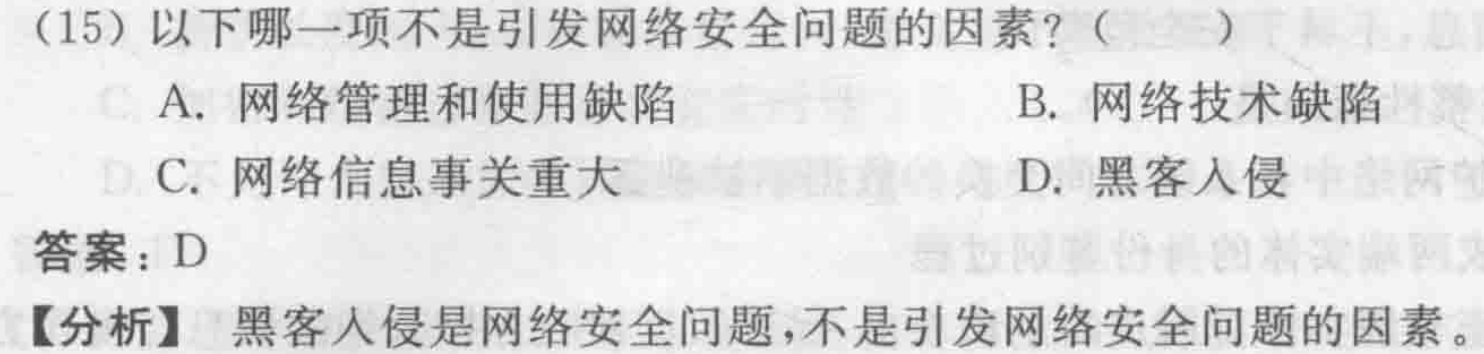 （15）以下哪一项不是引发网络安全问题的因素？（　　）
A. 网络管理和使用缺陷　　B. 网络技术缺陷
C. 网络信息事关重大　　D. 黑客入侵
答案：D
【分析】 黑客入侵是网络安全问题，不是引发网络安全问题的因素。